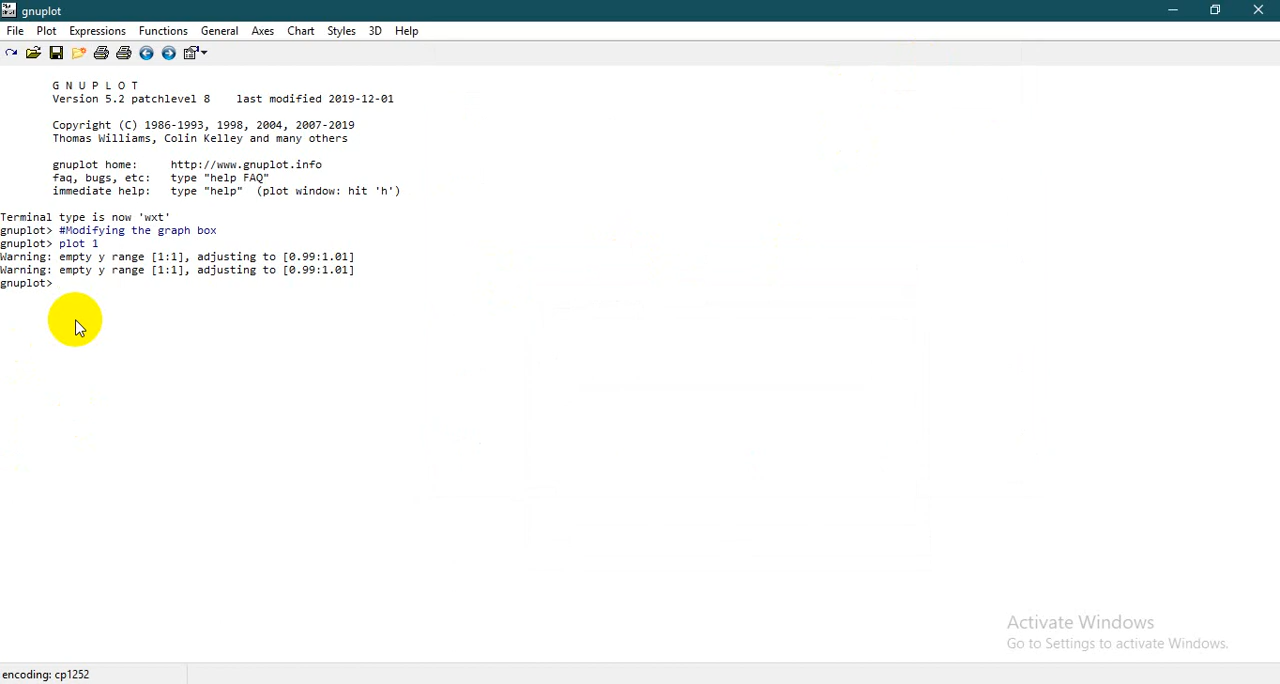 gnuplot
File Plot Expressions Functions General Axes Chart Styles 3D Help
G N U P L O T
Version 5.2 patchlevel 8 last modified 2019-12-01
Copyright (C) 1986-1993, 1998, 2004, 2007-2019
Thomas Williams, Colin Kelley and many others
gnuplot home: http://www.gnuplot.info
faq, bugs, etc: type "help FAQ"
immediate help: type "help" (plot window: hit 'h')
Terminal type is now 'wxt'
gnuplot> #Modifying the graph box
gnuplot> plot 1
Warning: empty y range [1:1], adjusting to [0.99:1.01]
Warning: empty y range [1:1], adjusting to [0.99:1.01]
gnuplot>
Activate Windows
Go to Settings to activate Windows.
encoding: cp1252